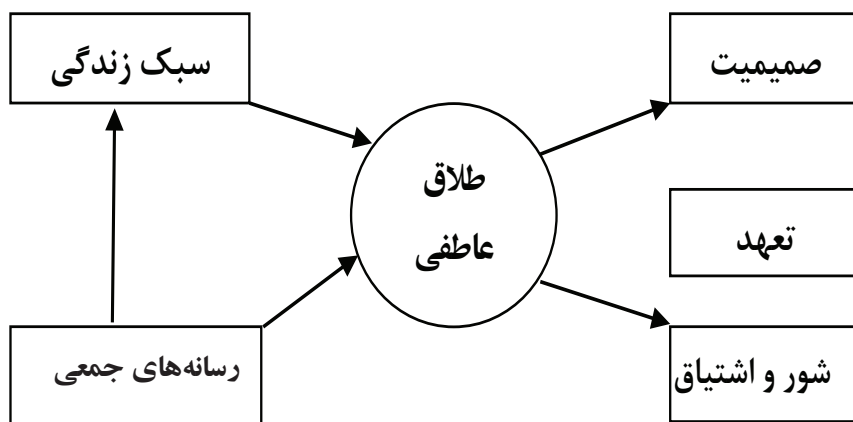 سبک زندگی
صمیمیت
طلاق
عاطفی
تعهد
رسانه‌های جمعی
شور و اشتیاق